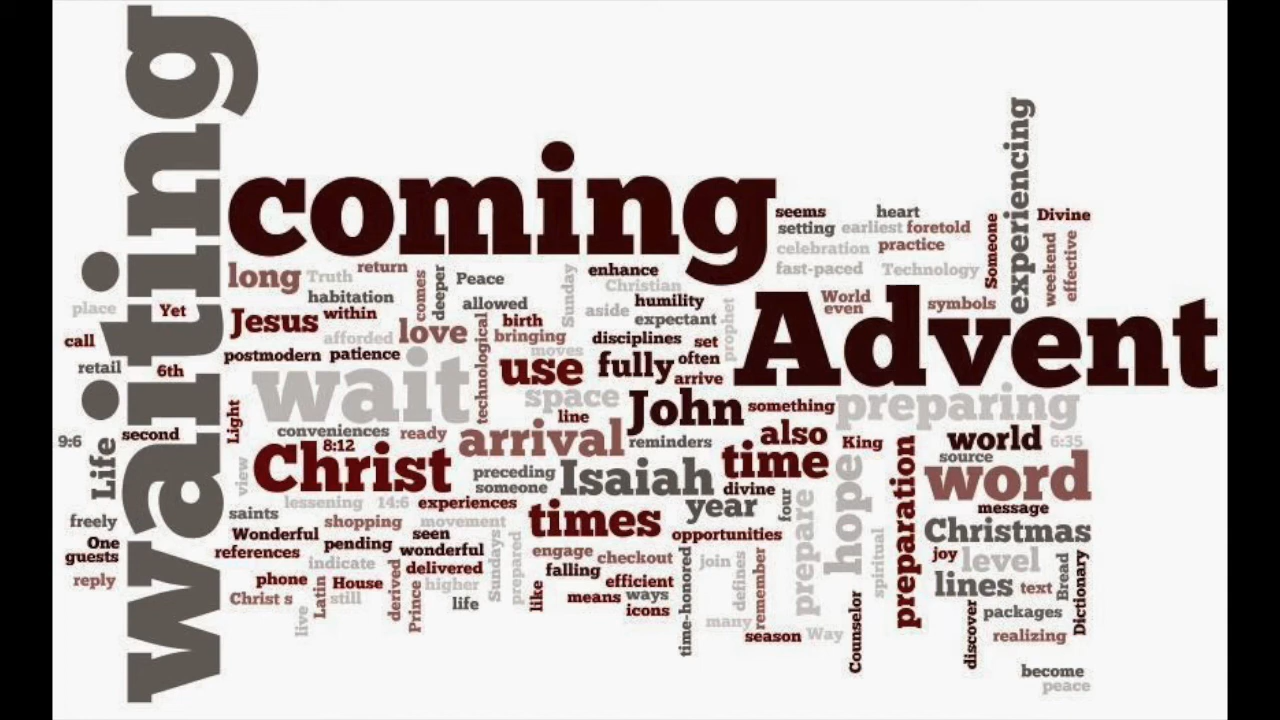 waiting
coming
Advent
experiencing
seems
heart
Divine
setting
earliest
foretold
Someone
celebration
practice
weekend
effective
long
Truth
return
comes
deeper
Peace
Sunday
enhance
Christian
fast-paced
Technology
habitation
allowed
humility
World
even
symbols
place
Yet
Jesus
within
birth
aside
expectant
prophet
call
afforded
love
technological
bringing
disciplines
set
postmodern
patience
moves
often
retail
6th
wait
use
fully
arrive
space
John
something
preparing
Light
line
conveniences
ready
arrival
reminders
also
King
world
6:35
9:6
second
Life
8:12
Christ
preceding
Isaiah
time
source
word
view
someone
divine
hope
preparation
lessening
14:6
experiences
year
four
message
freely
saints
shopping
movement
times
prepare
Christmas
One
guests
Wonderful
pending
seen
opportunities
references
wonderful
Sundays
prepared
engage
checkout
time-honored
join
defines
remember
spiritual
joy
level
Bread
Dictionary
indicate
delivered
falling
reply
phone
Latin
House
derived
Prince
higher
like
efficient
lines
text
Christ s
still
life
means
ways
icons
many
Counselor
packages
live
season
Way
discover
realizing
become
peace